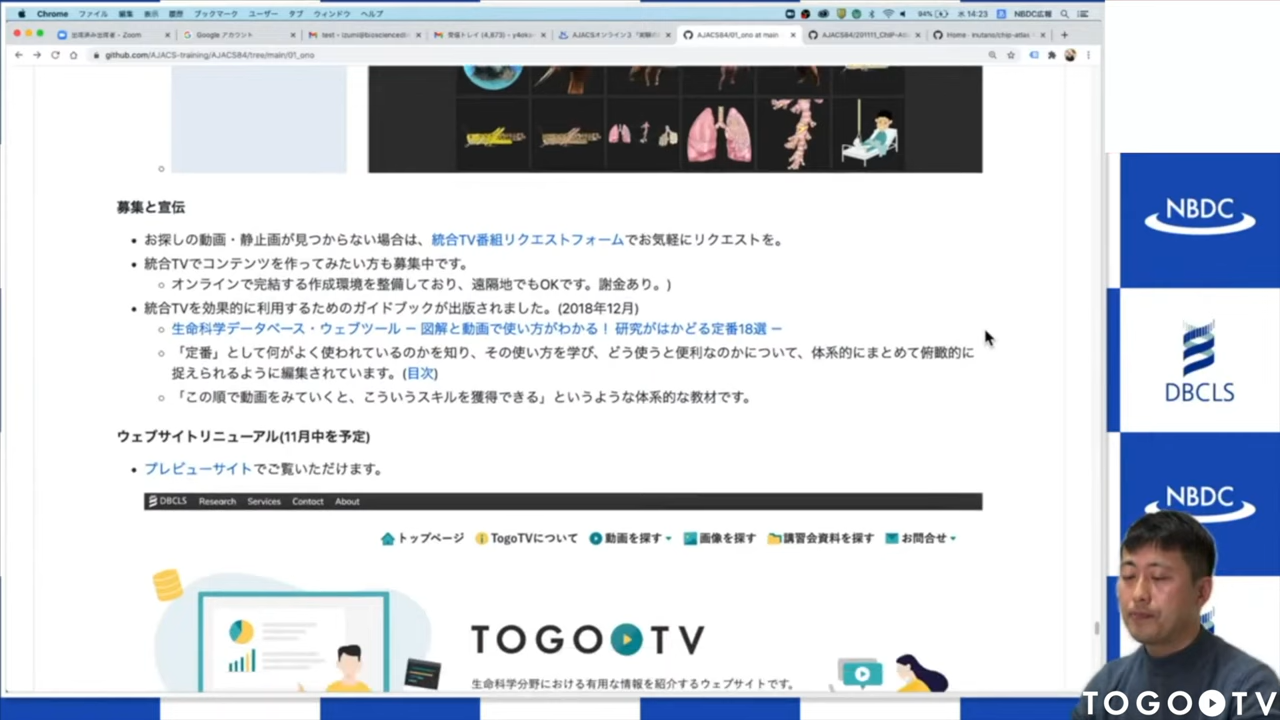 Chrome ファイル 編集 表示 履歴 ブックマーク ユーザー タブ ウィンドウ ヘルプ
94% 水 14:23 NBDC広報
Google アカウント
AJACS84/01_ono at main
github.com/AJACS-training/AJACS84/tree/main/01_ono
募集と宣伝
お探しの動画・静止画が見つからない場合は、統合TV番組リクエストフォームでお気軽にリクエストを。
統合TVでコンテンツを作ってみたい方も募集中です。
オンラインで完結する作成環境を整備しており、遠隔地でもOKです。謝金あり。)
統合TVを効果的に利用するためのガイドブックが出版されました。(2018年12月)
生命科学データベース・ウェブツール － 図解と動画で使い方がわかる！ 研究がはかどる定番18選 －
「定番」として何がよく使われているのかを知り、その使い方を学び、どう使うと便利なのかについて、体系的にまとめて俯瞰的に
捉えられるように編集されています。(目次)
「この順で動画をみていくと、こういうスキルを獲得できる」というような体系的な教材です。
ウェブサイトリニューアル(11月中を予定)
プレビューサイトでご覧いただけます。
DBCLS Research Services Contact About
トップページ TogoTVについて 動画を探す 画像を探す 講習会資料を探す お問合せ
TOGO TV
生命科学分野における有用な情報を紹介するウェブサイトです。
NBDC
DBCLS
NBDC
TOGO TV